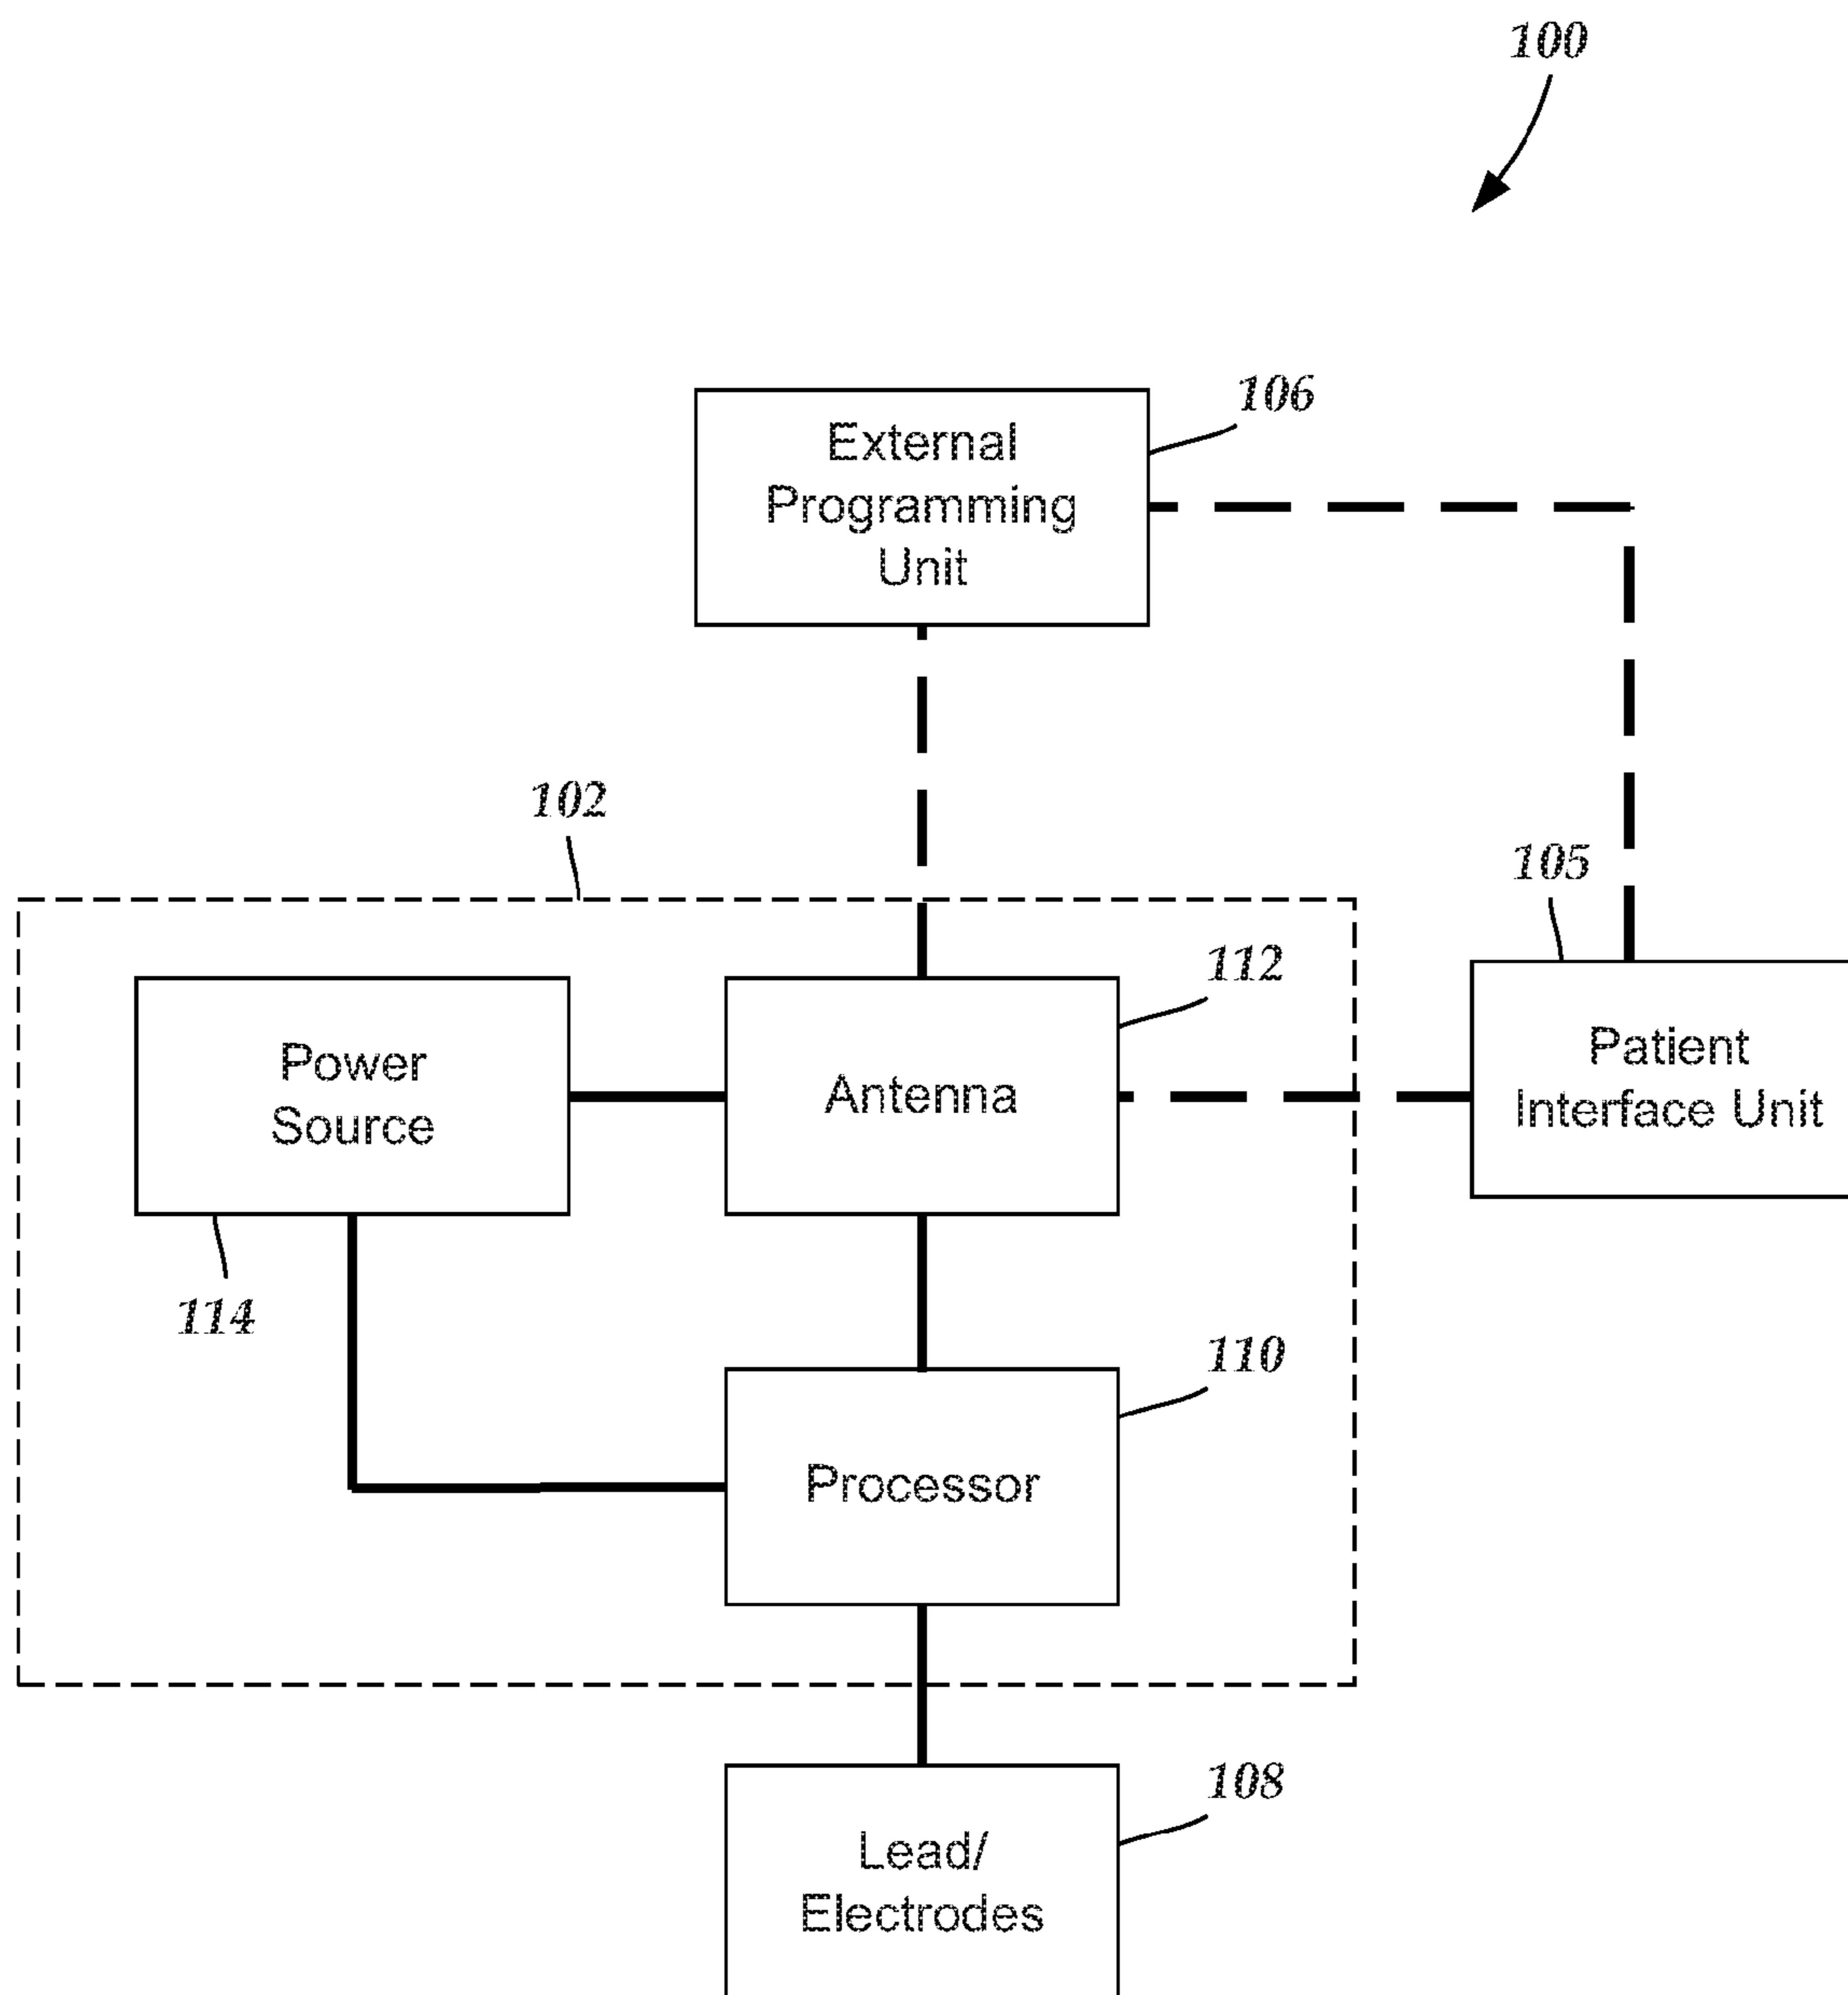 100
106
External
Programming
Unit
102
105
112
Power
Source
Antenna
Patient
Interface Unit
114
110
Processor
108
Lead/
Electrodes